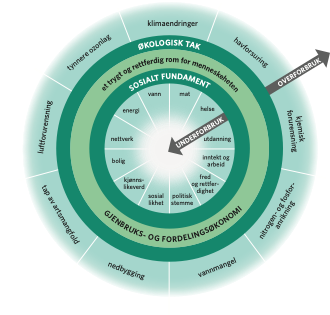 klimaendringer
tynnere ozonlag
havforsuring
ØKOLOGISK TAK
et trygt og rettferdig rom for menneskeheten
SOSIALT FUNDAMENT
OVERFORBRUK
luftforurensning
kjemisk
forurensning
vann
mat
energi
helse
UNDERFORBRUK
nettverk
utdanning
bolig
inntekt og
arbeid
kjønns-
likeverd
fred
og rettfer-
dighet
sosial
likhet
politisk
stemme
GJENBRUKS- OG FORDELINGSØKONOMI
tap av artsmangfold
nitrogen- og fosfor-
anrikning
nedbygging
vannmangel